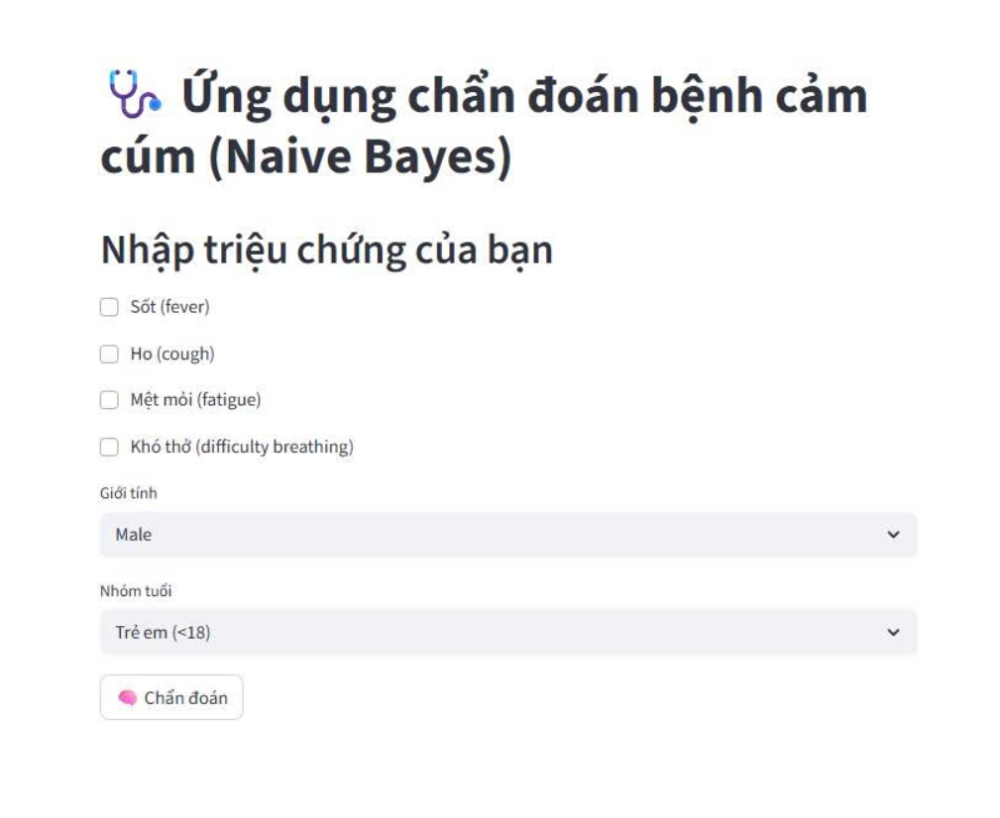 Ứng dụng chẩn đoán bệnh cảm
cúm (Naive Bayes)
Nhập triệu chứng của bạn
Sốt (fever)
Ho (cough)
Mệt mỏi (fatigue)
Khó thở (difficulty breathing)
Giới tính
Male
Nhóm tuổi
Trẻ em (<18)
Chẩn đoán